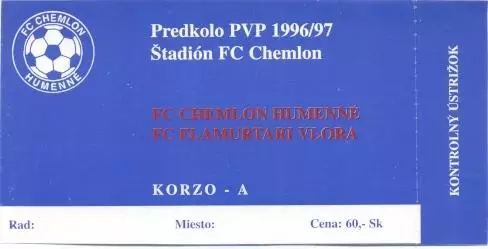 FC CHEMLON
HUMENNÉ
Predkolo PVP 1996/97
Štadión FC Chemlon
FC CHEMLON HUMENNÉ
FC FLAMURTARI VLORA
KORZO - A
Rad:
Miesto:
Cena: 60,- Sk
KONTROLNÝ ÚSTRIŽOK